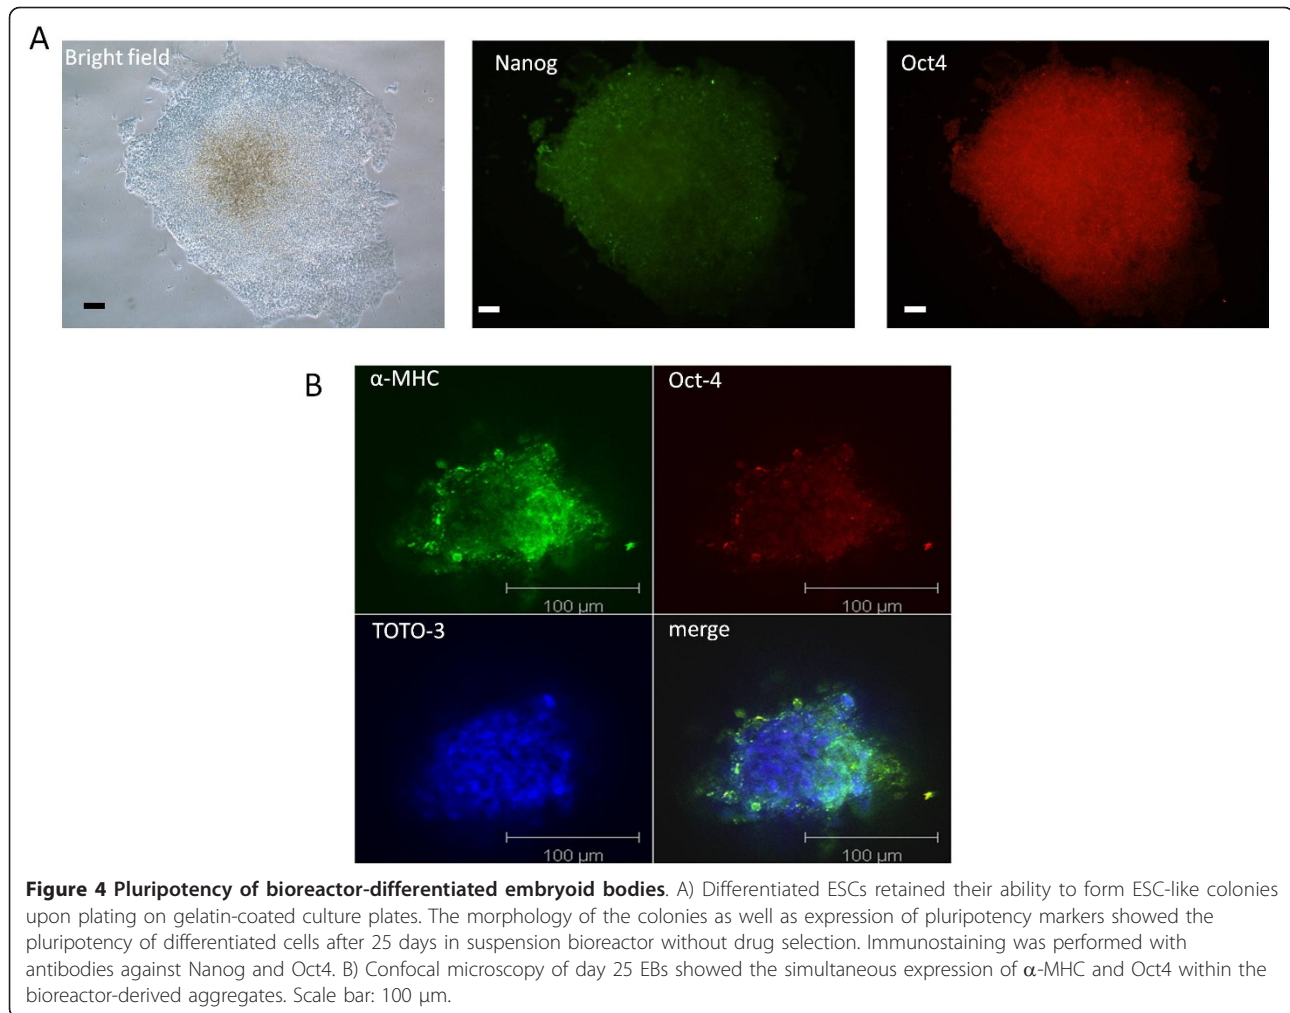 A
Bright field
Nanog
Oct4
B
α-MHC
Oct-4
100 µm
100 µm
TOTO-3
merge
100 µm
100 µm
Figure 4 Pluripotency of bioreactor-differentiated embryoid bodies. A) Differentiated ESCs retained their ability to form ESC-like colonies
upon plating on gelatin-coated culture plates. The morphology of the colonies as well as expression of pluripotency markers showed the
pluripotency of differentiated cells after 25 days in suspension bioreactor without drug selection. Immunostaining was performed with
antibodies against Nanog and Oct4. B) Confocal microscopy of day 25 EBs showed the simultaneous expression of α-MHC and Oct4 within the
bioreactor-derived aggregates. Scale bar: 100 μm.